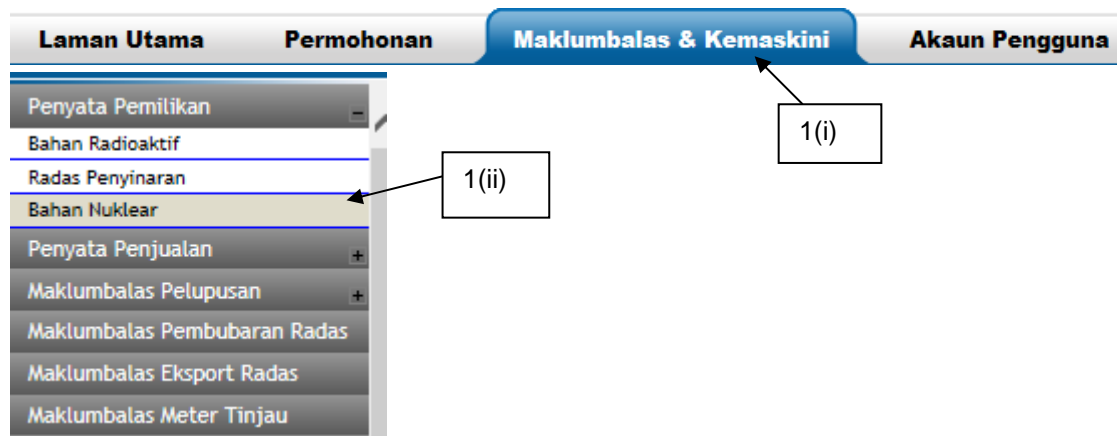 Laman Utama Permohonan Maklumbalas & Kemaskini Akaun Pengguna
Penyata Pemilikan -
1(i)
Bahan Radioaktif
Radas Penyinaran
1(ii)
Bahan Nuklear
Penyata Penjualan +
Maklumbalas Pelupusan +
Maklumbalas Pembubaran Radas
Maklumbalas Eksport Radas
Maklumbalas Meter Tinjau